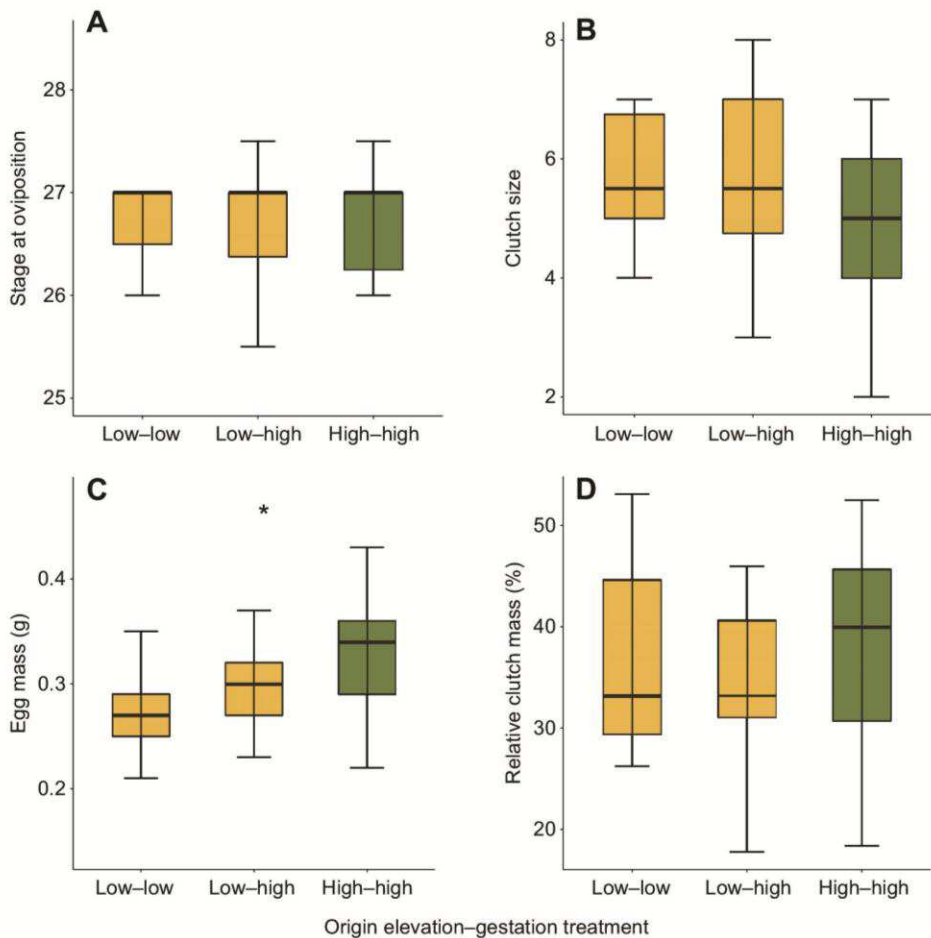 A
Stage at oviposition
28
27
26
25
Low–low Low–high High–high
B
Clutch size
8
6
4
2
Low–low Low–high High–high
C
*
Egg mass (g)
0.4
0.3
0.2
Low–low Low–high High–high
D
Relative clutch mass (%)
50
40
30
20
Low–low Low–high High–high
Origin elevation–gestation treatment